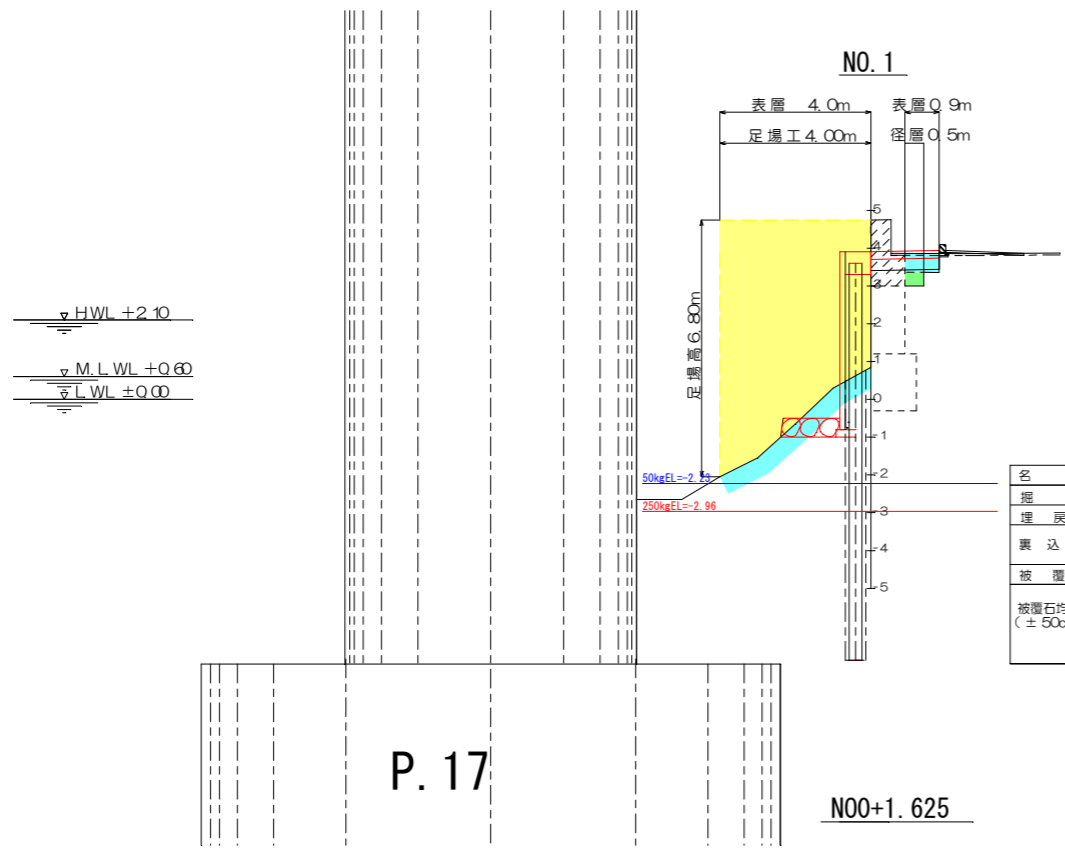 NO. 1
表層 4.0m
表層0.9m
足場工4.00m
径層0.5m
足場高6.80m
5
4
3
2
1
0
-1
-2
-3
-4
-5
HWL +2.10
M.L.WL +0.60
L.WL ±0.00
50kgEL=-2.23
250kgEL=-2.96
名
掘
埋 戻
裏 込
被 覆
被覆石均
(±50c
P. 17
NOO+1.625